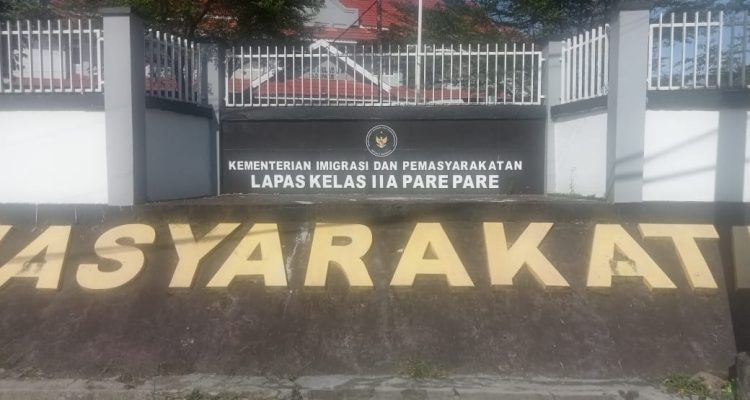 KEMENTERIAN IMIGRASI DAN PEMASYARAKATAN
LAPAS KELAS IIA PARE PARE
ASYARAKAT